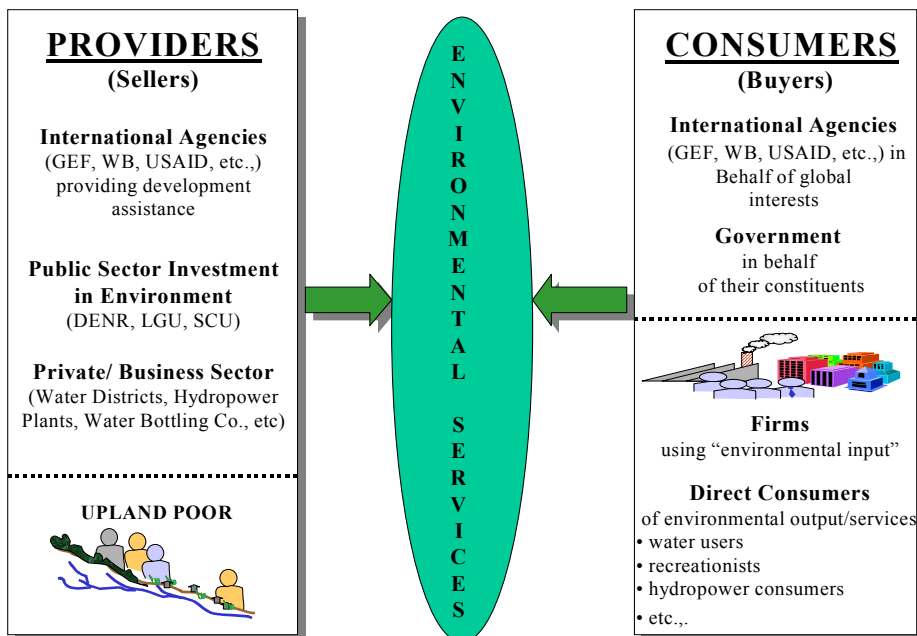 PROVIDERS
(Sellers)
International Agencies
(GEF, WB, USAID, etc.,)
providing development
assistance
Public Sector Investment
in Environment
(DENR, LGU, SCU)
Private/ Business Sector
(Water Districts, Hydropower
Plants, Water Bottling Co., etc)
UPLAND POOR
ENVIRONMENTAL SERVICES
CONSUMERS
(Buyers)
International Agencies
(GEF, WB, USAID, etc.,) in
Behalf of global
interests
Government
in behalf
of their constituents
Firms
using “environmental input”
Direct Consumers
of environmental output/services
• water users
• recreationists
• hydropower consumers
• etc.,.